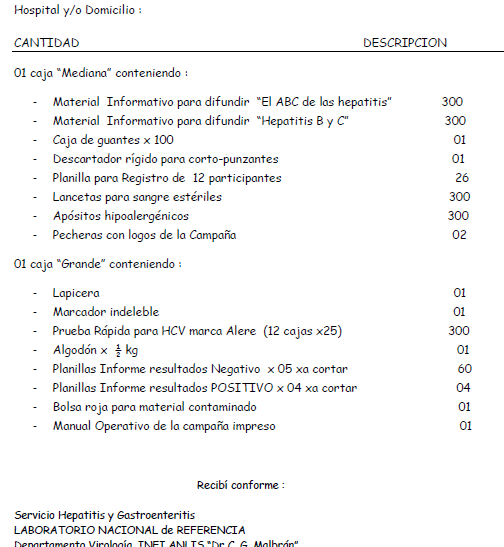 Hospital y/o Domicilio :
CANTIDAD DESCRIPCION
01 caja “Mediana” conteniendo :
- Material Informativo para difundir “El ABC de las hepatitis” 300
- Material Informativo para difundir “Hepatitis B y C” 300
- Caja de guantes x 100 01
- Descartador rígido para corto-punzantes 01
- Planilla para Registro de 12 participantes 26
- Lancetas para sangre estériles 300
- Apósitos hipoalergénicos 300
- Pecheras con logos de la Campaña 02
01 caja “Grande” conteniendo :
- Lapicera 01
- Marcador indeleble 01
- Prueba Rápida para HCV marca Alere (12 cajas x25) 300
- Algodón x ½ kg 01
- Planillas Informe resultados Negativo x 05 xa cortar 60
- Planillas Informe resultados POSITIVO x 04 xa cortar 04
- Bolsa roja para material contaminado 01
- Manual Operativo de la campaña impreso 01
Recibí conforme :
Servicio Hepatitis y Gastroenteritis
LABORATORIO NACIONAL de REFERENCIA
Departamento Virología INEI ANLIS “Dr C. G. Malbrán”